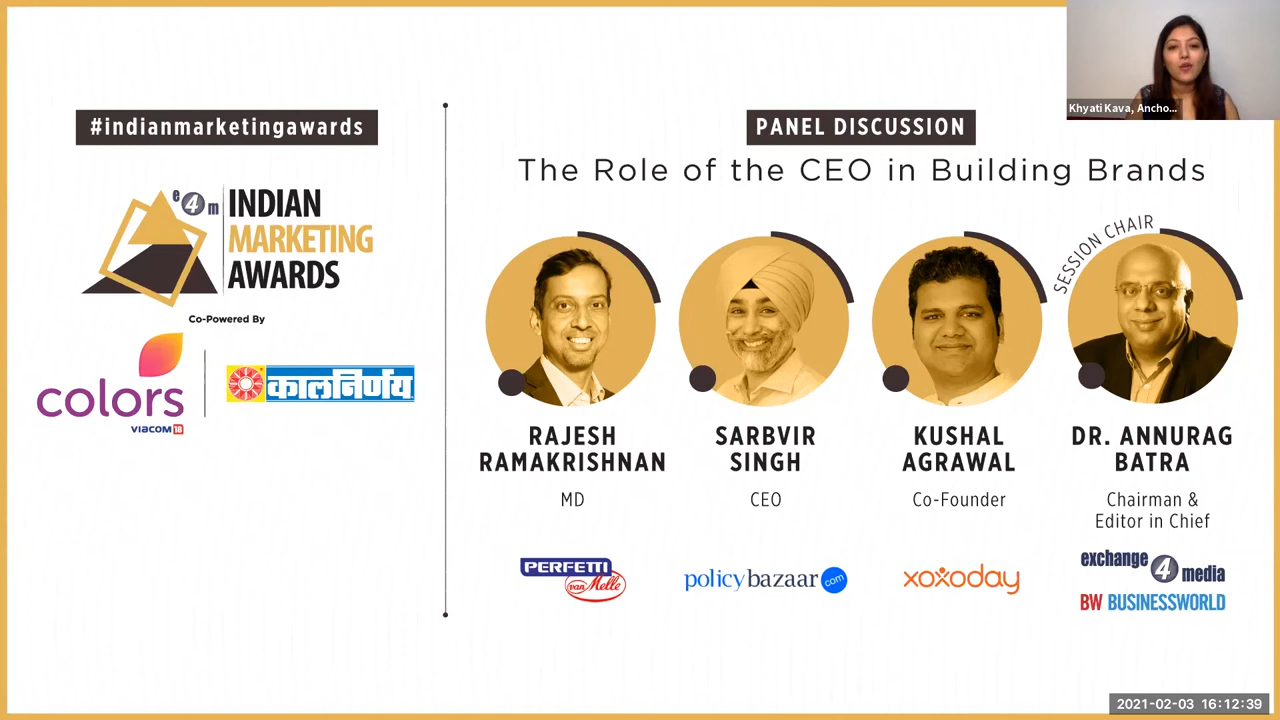 #indianmarketingawards
e4m
INDIAN
MARKETING
AWARDS
Co-Powered By
colors
VIACOM18
कालनिर्णय
Khyati Kava, Ancho...
PANEL DISCUSSION
The Role of the CEO in Building Brands
SESSION CHAIR
RAJESH
RAMAKRISHNAN
MD
PERFETTI
van Melle
SARBVIR
SINGH
CEO
policybazaar.com
KUSHAL
AGRAWAL
Co-Founder
xoxoday
DR. ANNURAG
BATRA
Chairman &
Editor in Chief
exchange4media
BW BUSINESSWORLD
2021-02-03 16:12:39